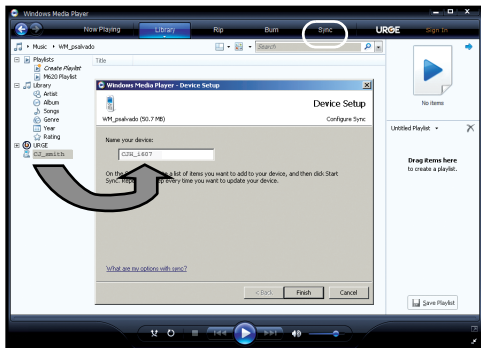 Windows Media Player
Now Playing Library Rip Burn Sync URGE Sign In
Music WM_psalvado Search
Playlists
Create Playlist
M620 Playlist
Library
Artist
Album
Songs
Genre
Year
Rating
URGE
CJ_smith
Title
Windows Media Player - Device Setup
Device Setup
WM_psalvado (50.7 MB) Configure Sync
Name your device:
CJH_1607
On the a list of items you want to add to your device, and then click Start
Sync. every time you want to update your device.
What are my options with sync?
< Back Finish Cancel
No items
Untitled Playlist
Drag items here
to create a playlist.
Save Playlist